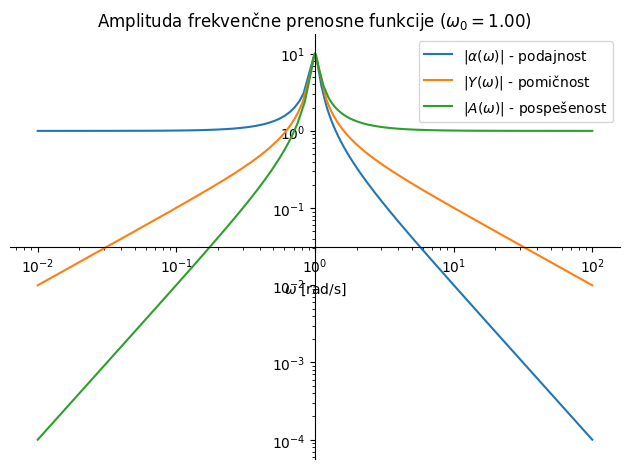 Amplituda frekvenčne prenosne funkcije (ω₀ = 1.00)
|α(ω)| - podajnost
|Y(ω)| - pomičnost
|A(ω)| - pospešenost
10¹
10⁰
10⁻¹
10⁻²
10⁻³
10⁻⁴
10⁻² 10⁻¹ 10⁰ 10¹ 10²
ω [rad/s]